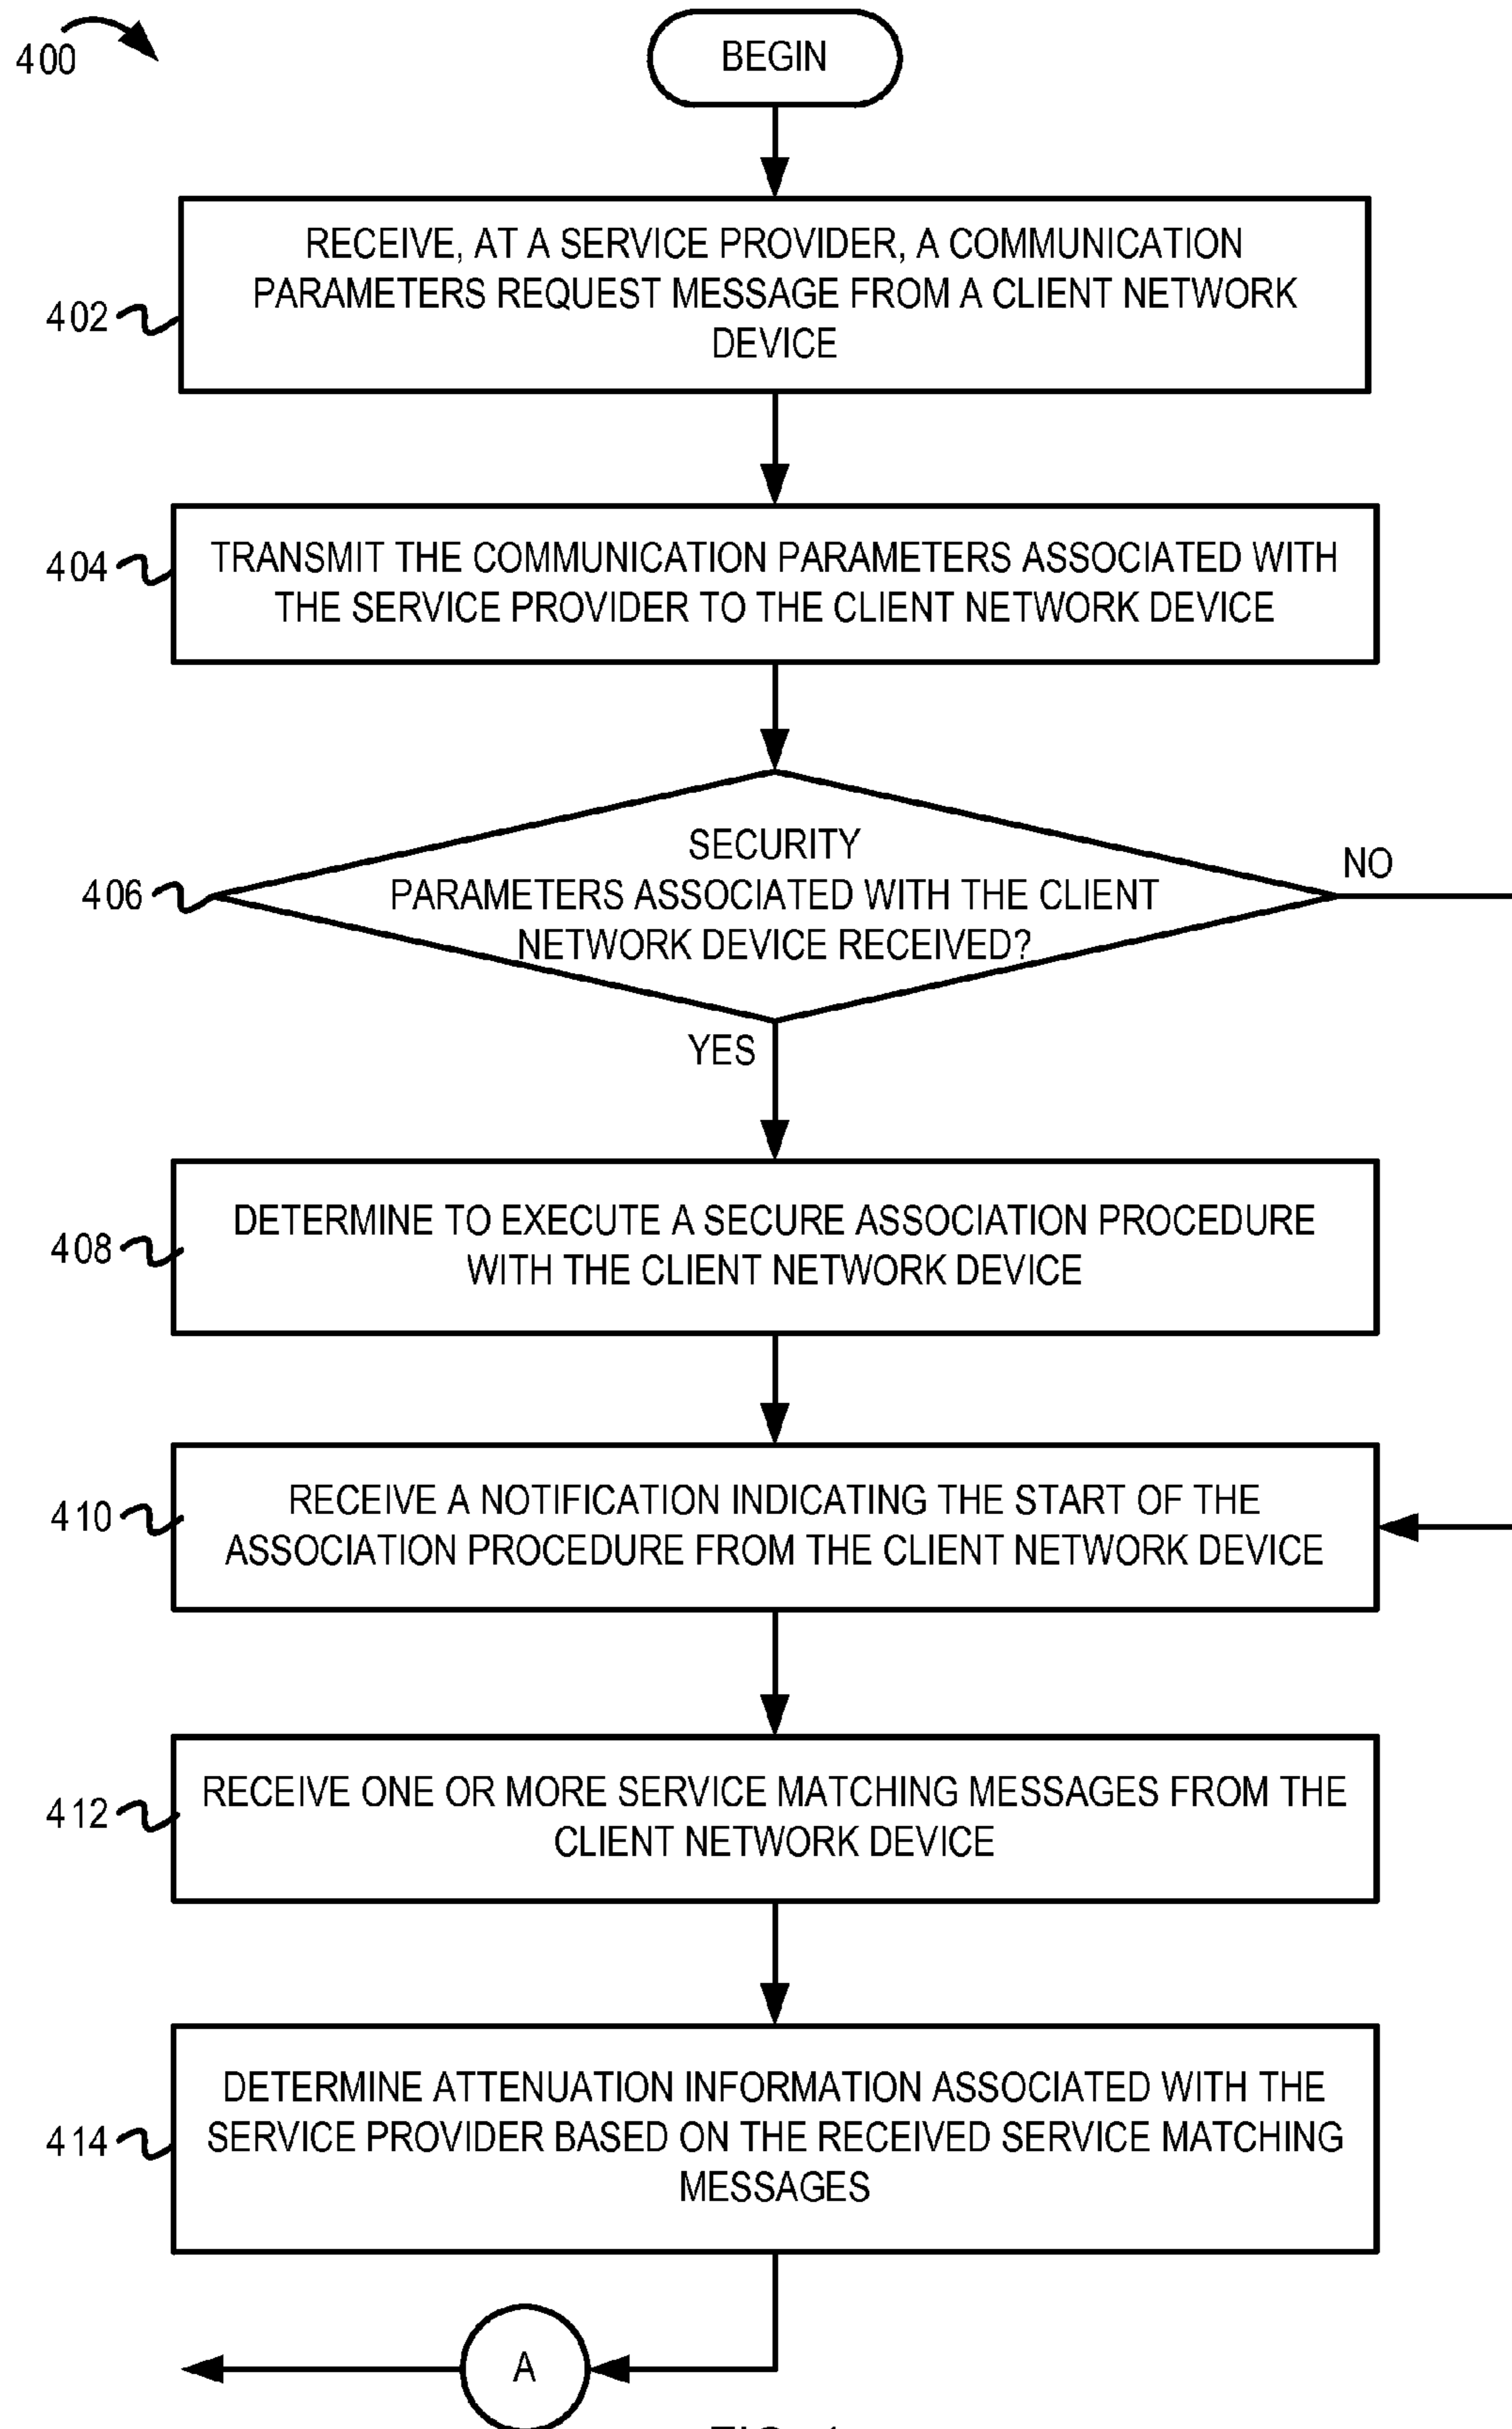 400
BEGIN
RECEIVE, AT A SERVICE PROVIDER, A COMMUNICATION
PARAMETERS REQUEST MESSAGE FROM A CLIENT NETWORK
DEVICE
402
TRANSMIT THE COMMUNICATION PARAMETERS ASSOCIATED WITH
THE SERVICE PROVIDER TO THE CLIENT NETWORK DEVICE
404
SECURITY
PARAMETERS ASSOCIATED WITH THE CLIENT
NETWORK DEVICE RECEIVED?
406
NO
YES
DETERMINE TO EXECUTE A SECURE ASSOCIATION PROCEDURE
WITH THE CLIENT NETWORK DEVICE
408
RECEIVE A NOTIFICATION INDICATING THE START OF THE
ASSOCIATION PROCEDURE FROM THE CLIENT NETWORK DEVICE
410
RECEIVE ONE OR MORE SERVICE MATCHING MESSAGES FROM THE
CLIENT NETWORK DEVICE
412
DETERMINE ATTENUATION INFORMATION ASSOCIATED WITH THE
SERVICE PROVIDER BASED ON THE RECEIVED SERVICE MATCHING
MESSAGES
414
A